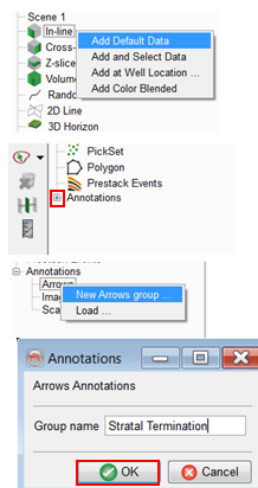 Scene 1
In-line
Add Default Data
Cross-
Add and Select Data
Z-slice
Add at Well Location ...
Volum
Add Color Blended
Rando
2D Line
3D Horizon
PickSet
Polygon
Prestack Events
Annotations
Annotations
Arrows
New Arrows group ...
Ima
Load ...
Sca
Annotations
Arrows Annotations
Group name Stratal Termination
OK Cancel